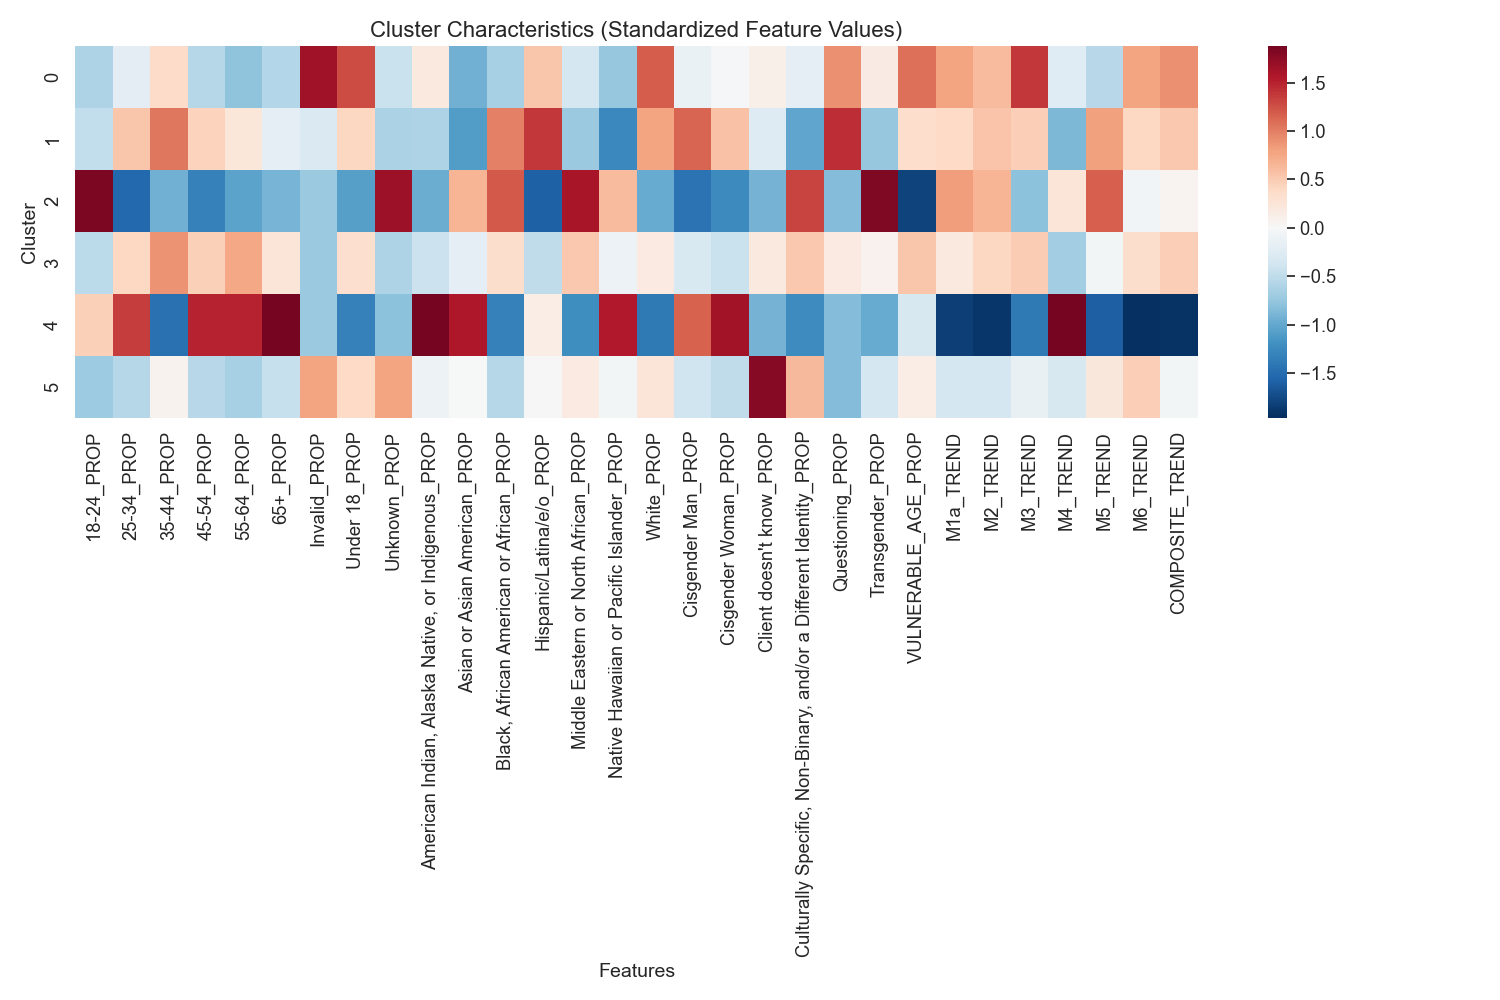 Cluster Characteristics (Standardized Feature Values)
Cluster
0
1
2
3
4
5
18-24_PROP
25-34_PROP
35-44_PROP
45-54_PROP
55-64_PROP
65+_PROP
Invalid_PROP
Under 18_PROP
Unknown_PROP
American Indian, Alaska Native, or Indigenous_PROP
Asian or Asian American_PROP
Black, African American or African_PROP
Hispanic/Latina/e/o_PROP
Middle Eastern or North African_PROP
Native Hawaiian or Pacific Islander_PROP
White_PROP
Cisgender Man_PROP
Cisgender Woman_PROP
Client doesn't know_PROP
Culturally Specific, Non-Binary, and/or a Different Identity_PROP
Questioning_PROP
Transgender_PROP
VULNERABLE_AGE_PROP
M1a_TREND
M2_TREND
M3_TREND
M4_TREND
M5_TREND
M6_TREND
COMPOSITE_TREND
Features
1.5
1.0
0.5
0.0
−0.5
−1.0
−1.5